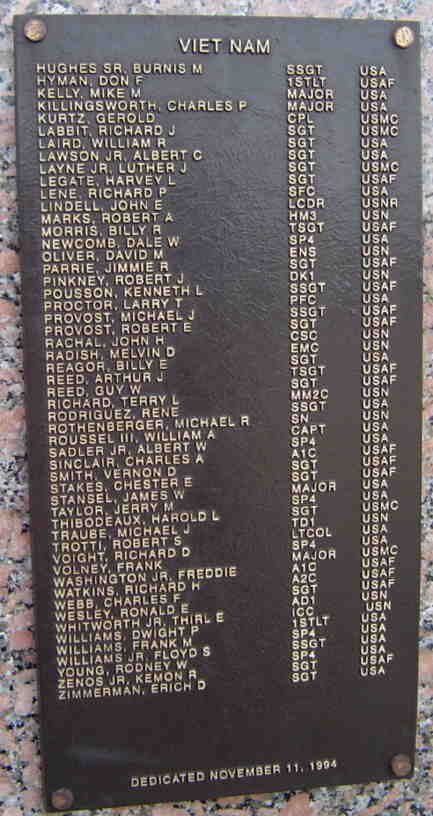 VIET NAM
HUGHES SR, BURNIS M SSGT USA
HYMAN, DON F 1STLT USAF
KELLY, MIKE M MAJOR USA
KILLINGSWORTH, CHARLES P MAJOR USA
KURTZ, GEROLD CPL USMC
LABBIT, RICHARD J SGT USMC
LAIRD, WILLIAM R SGT USA
LAWSON JR, ALBERT C SGT USA
LAYNE JR, LUTHER J SGT USMC
LEGATE, HARVEY L SGT USAF
LENE, RICHARD P SFC USA
LINDELL, JOHN E LCDR USNR
MARKS, ROBERT A HM3 USN
MORRIS, BILLY R TSGT USAF
NEWCOMB, DALE W SP4 USA
OLIVER, DAVID M ENS USN
PARRIE, JIMMIE R SGT USAF
PINKNEY, ROBERT J DK1 USN
POUSSON, KENNETH L SSGT USAF
PROCTOR, LARRY T PFC USA
PROVOST, MICHAEL J SSGT USAF
PROVOST, ROBERT E SGT USAF
RACHAL, JOHN H CSC USN
RADISH, MELVIN D EMC USN
REAGOR, BILLY E SGT USA
REED, ARTHUR J TSGT USAF
REED, GUY W SGT USAF
RICHARD, TERRY L MM2C USN
RODRIGUEZ, RENE SSGT USA
ROTHENBERGER, MICHAEL R SN USN
ROUSSEL III, WILLIAM A CAPT USA
SADLER JR, ALBERT W SP4 USA
SINCLAIR, CHARLES A A1C USAF
SMITH, VERNON D SGT USAF
STAKES, CHESTER E SGT USAF
STANSEL, JAMES W MAJOR USA
TAYLOR, JERRY M SP4 USA
THIBODEAUX, HAROLD L SGT USMC
TRAUBE, MICHAEL J TD1 USN
TROTTI, ROBERT S LTCOL USA
VOIGHT, RICHARD D SP4 USA
VOLNEY, FRANK MAJOR USMC
WASHINGTON JR, FREDDIE A1C USAF
WATKINS, RICHARD H A2C USAF
WEBB, CHARLES F SGT USAF
WESLEY, RONALD E AD1 USN
WHITWORTH JR, THIRL E ICC USN
WILLIAMS, DWIGHT P 1STLT USA
WILLIAMS, FRANK M SP4 USA
WILLIAMS JR, FLOYD S SSGT USA
YOUNG, RODNEY W SP4 USA
ZENOS JR, KEMON R SGT USAF
ZIMMERMAN, ERICH D SGT USA
DEDICATED NOVEMBER 11, 1994